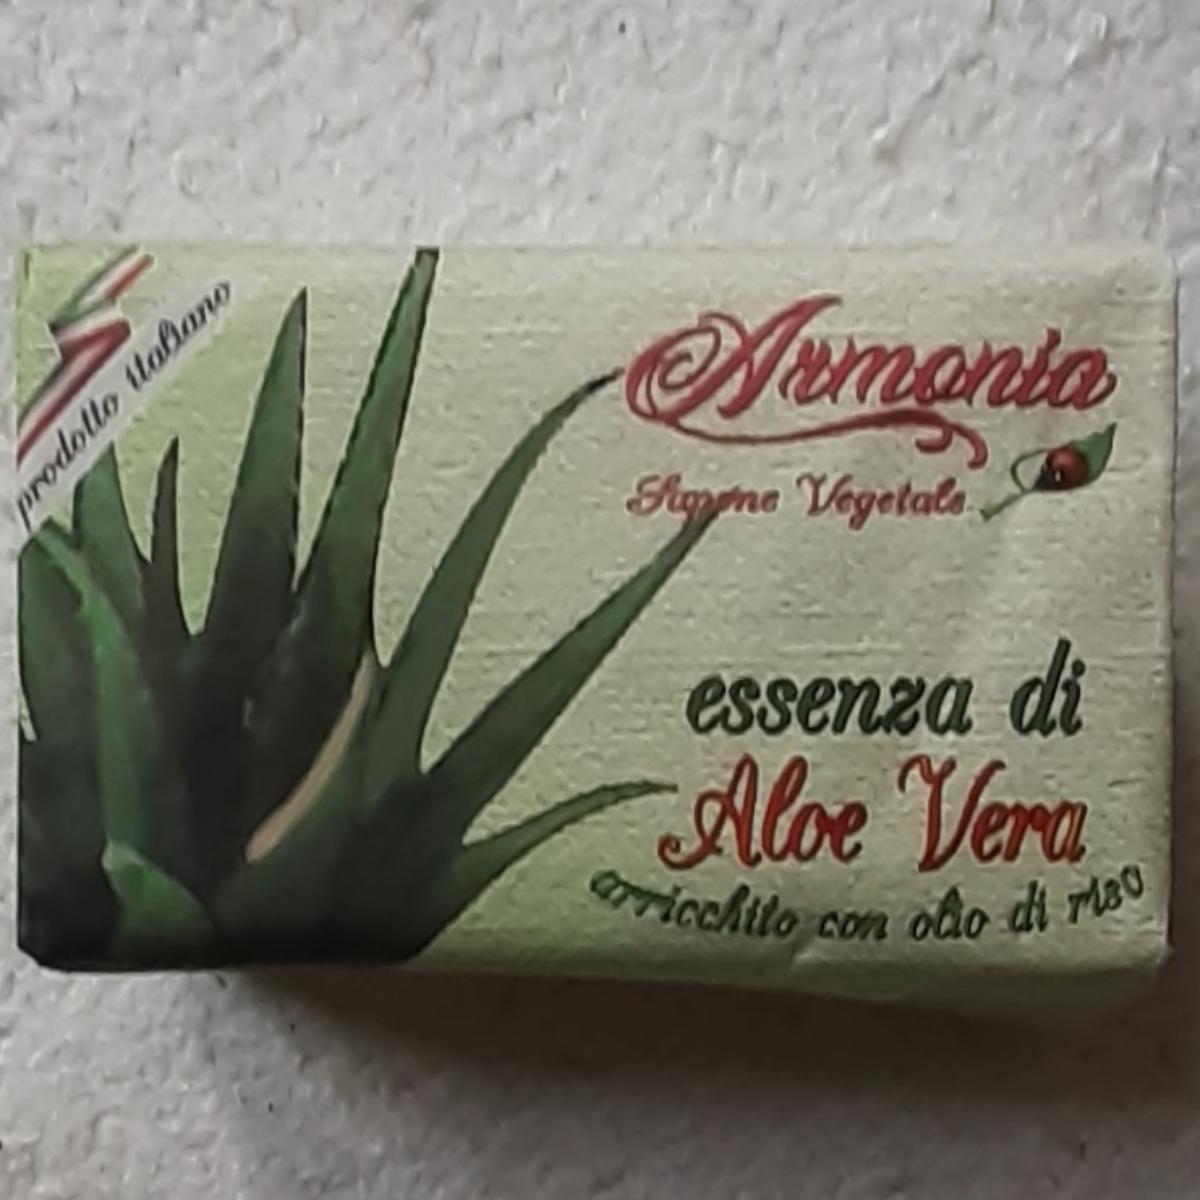 prodotto italiano
Armonia
Sapone Vegetale
essenza di
Aloe Vera
arricchito con olio di riso